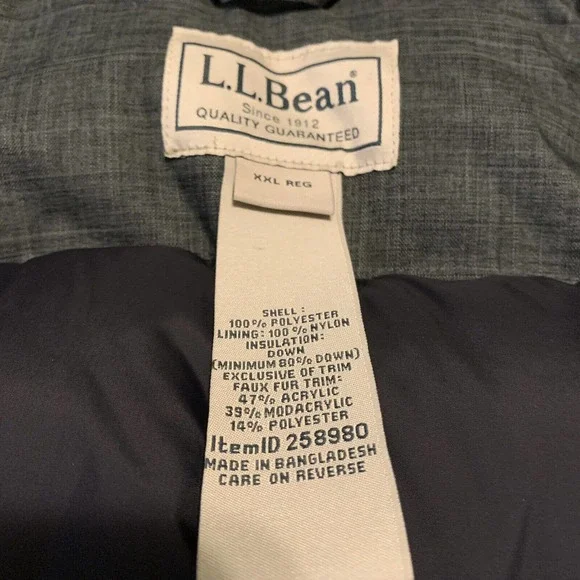 L.L.Bean®
Since 1912
QUALITY GUARANTEED
XXL REG
SHELL:
100% POLYESTER
LINING: 100% NYLON
INSULATION:
DOWN
(MINIMUM 80% DOWN)
EXCLUSIVE OF TRIM
FAUX FUR TRIM:
47% ACRYLIC
39% MODACRYLIC
14% POLYESTER
ItemID 258980
MADE IN BANGLADESH
CARE ON REVERSE